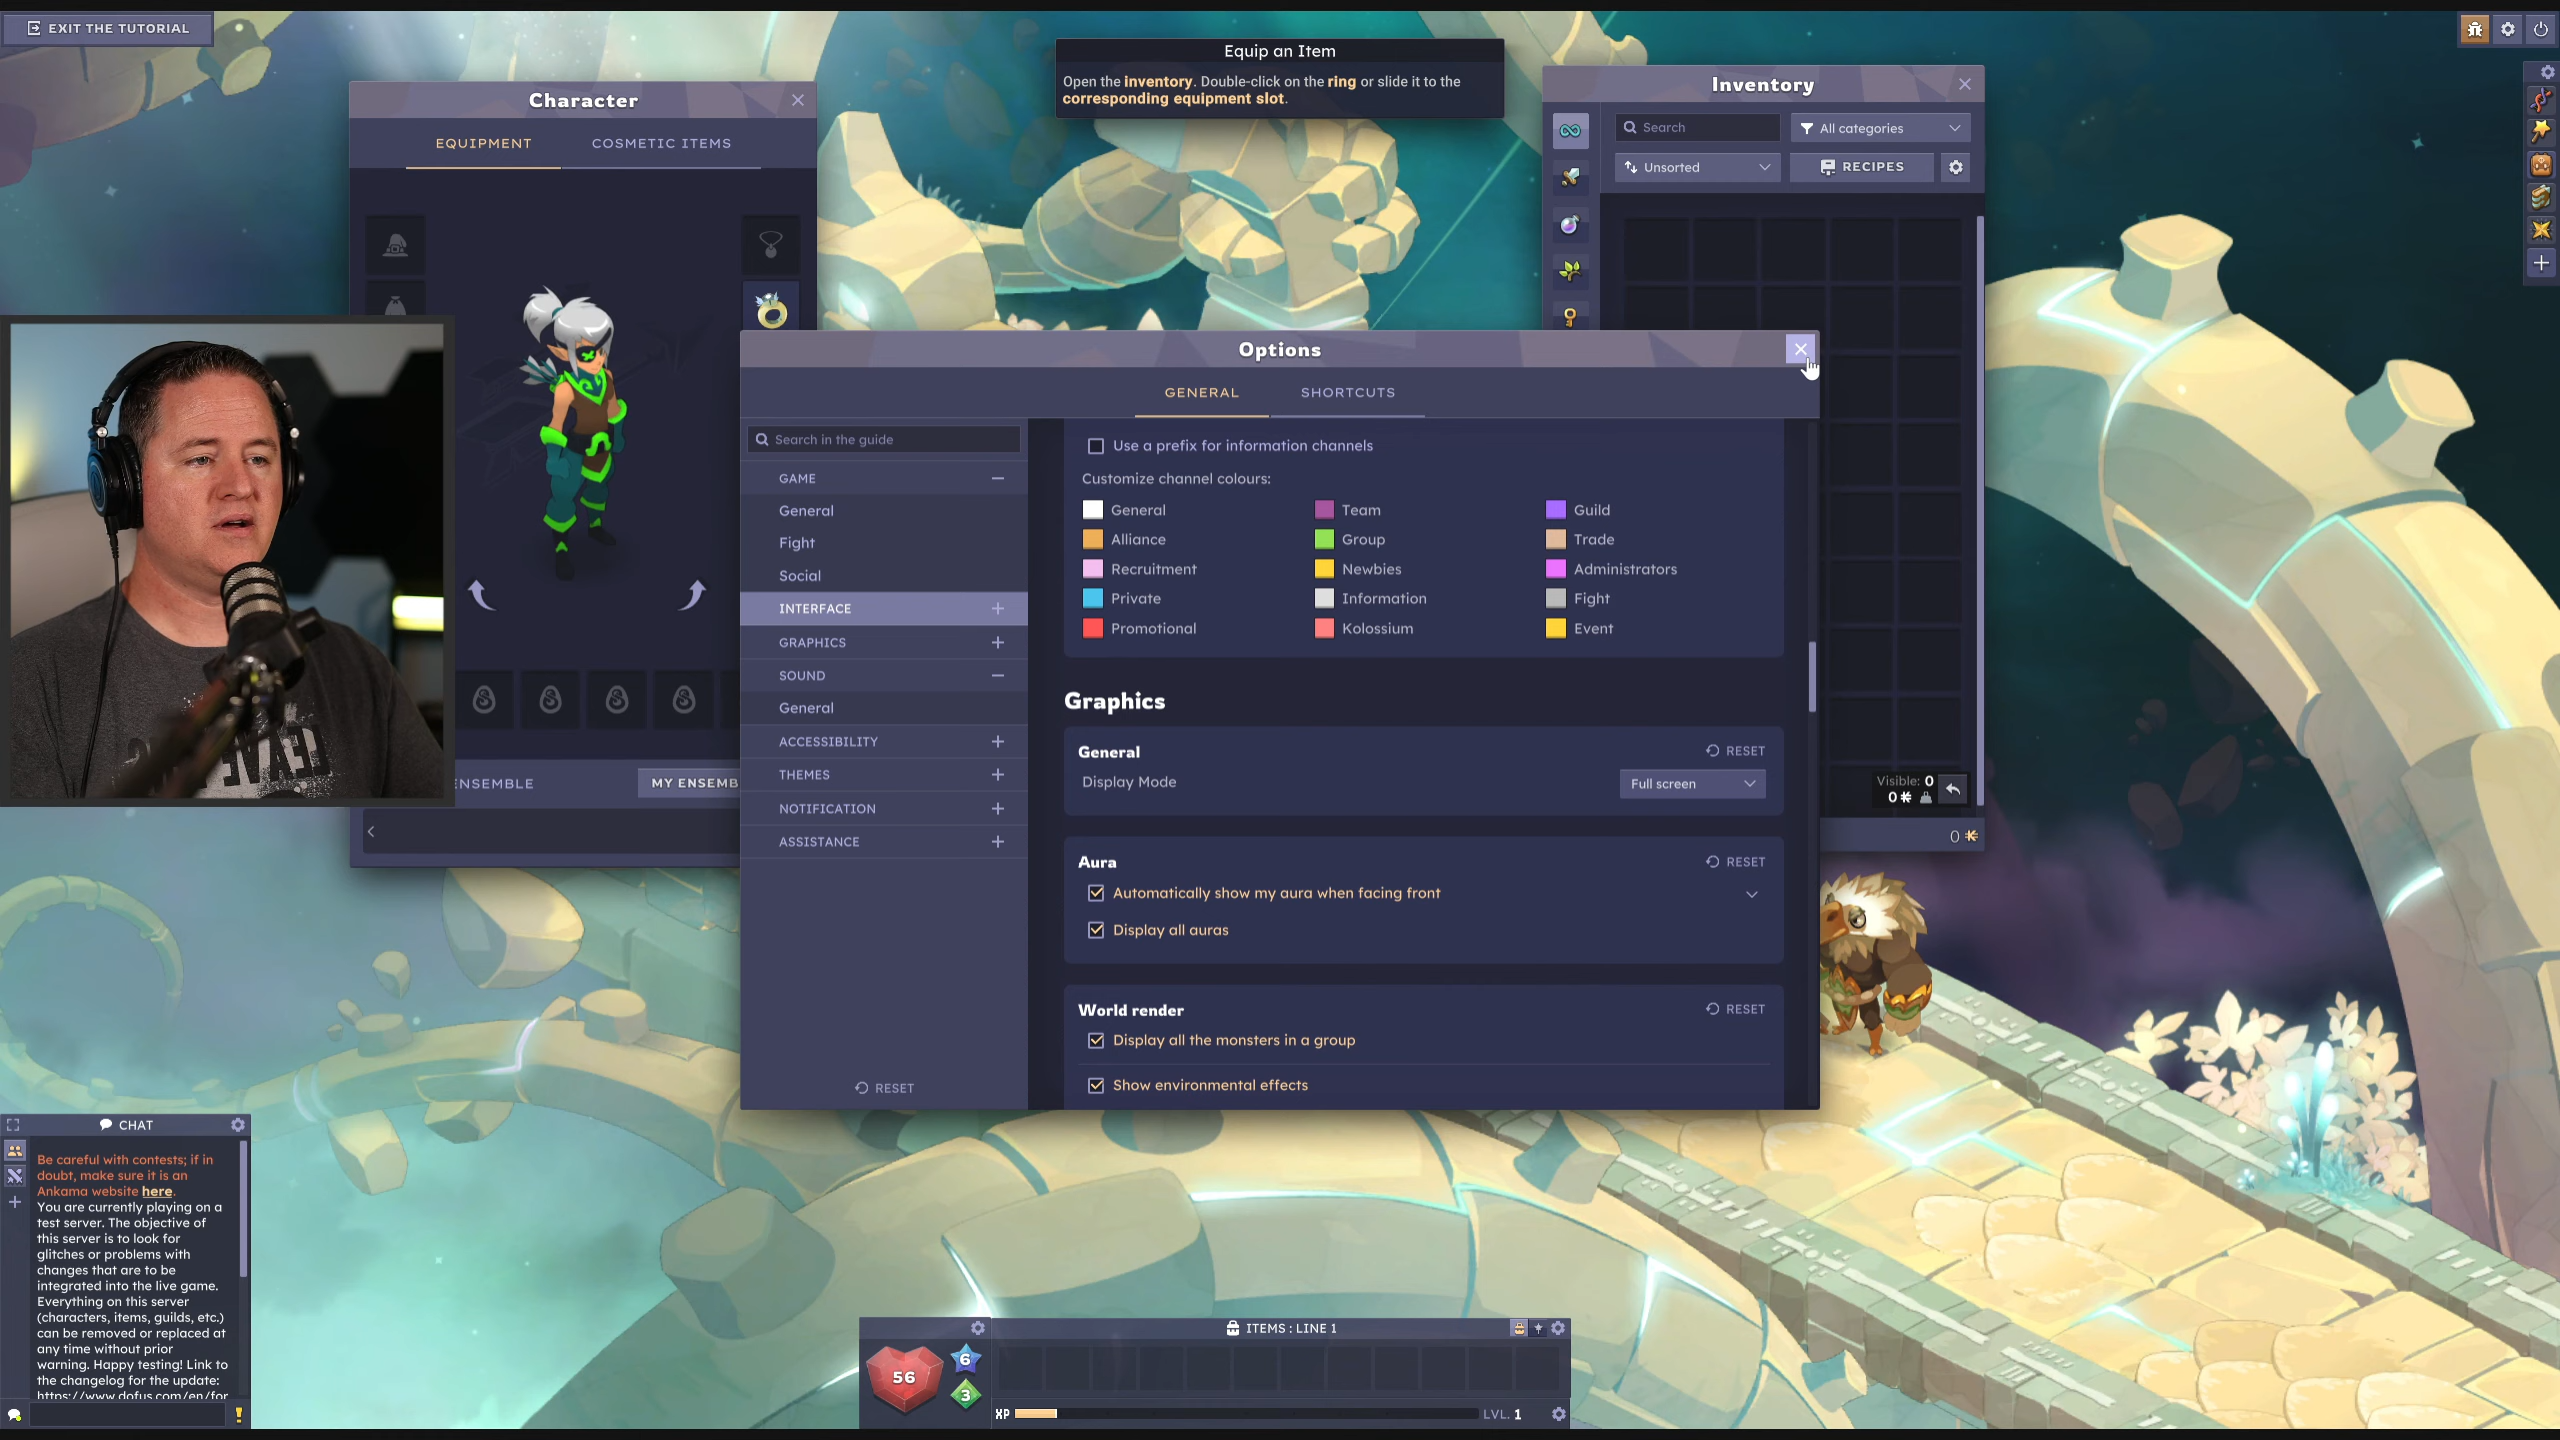 EXIT THE TUTORIAL
Equip an Item
Open the inventory. Double-click on the ring or slide it to the
corresponding equipment slot.
Character
EQUIPMENT
COSMETIC ITEMS
ENSEMBLE
MY ENSEMB
Inventory
Search
All categories
Unsorted
RECIPES
Visible: 0
0
0
Options
GENERAL
SHORTCUTS
Search in the guide
GAME
General
Fight
Social
INTERFACE
GRAPHICS
SOUND
General
ACCESSIBILITY
THEMES
NOTIFICATION
ASSISTANCE
RESET
Use a prefix for information channels
Customize channel colours:
General
Team
Guild
Alliance
Group
Trade
Recruitment
Newbies
Administrators
Private
Information
Fight
Promotional
Kolossium
Event
Graphics
General
RESET
Display Mode
Full screen
Aura
RESET
Automatically show my aura when facing front
Display all auras
World render
RESET
Display all the monsters in a group
Show environmental effects
CHAT
Be careful with contests; if in
doubt, make sure it is an
Ankama website here.
You are currently playing on a
test server. The objective of
this server is to look for
glitches or problems with
changes that are to be
integrated into the live game.
Everything on this server
(characters, items, guilds, etc.)
can be removed or replaced at
any time without prior
warning. Happy testing! Link to
the changelog for the update:
https://www.dofus.com/en/for
56
6
3
ITEMS : LINE 1
XP
LVL. 1